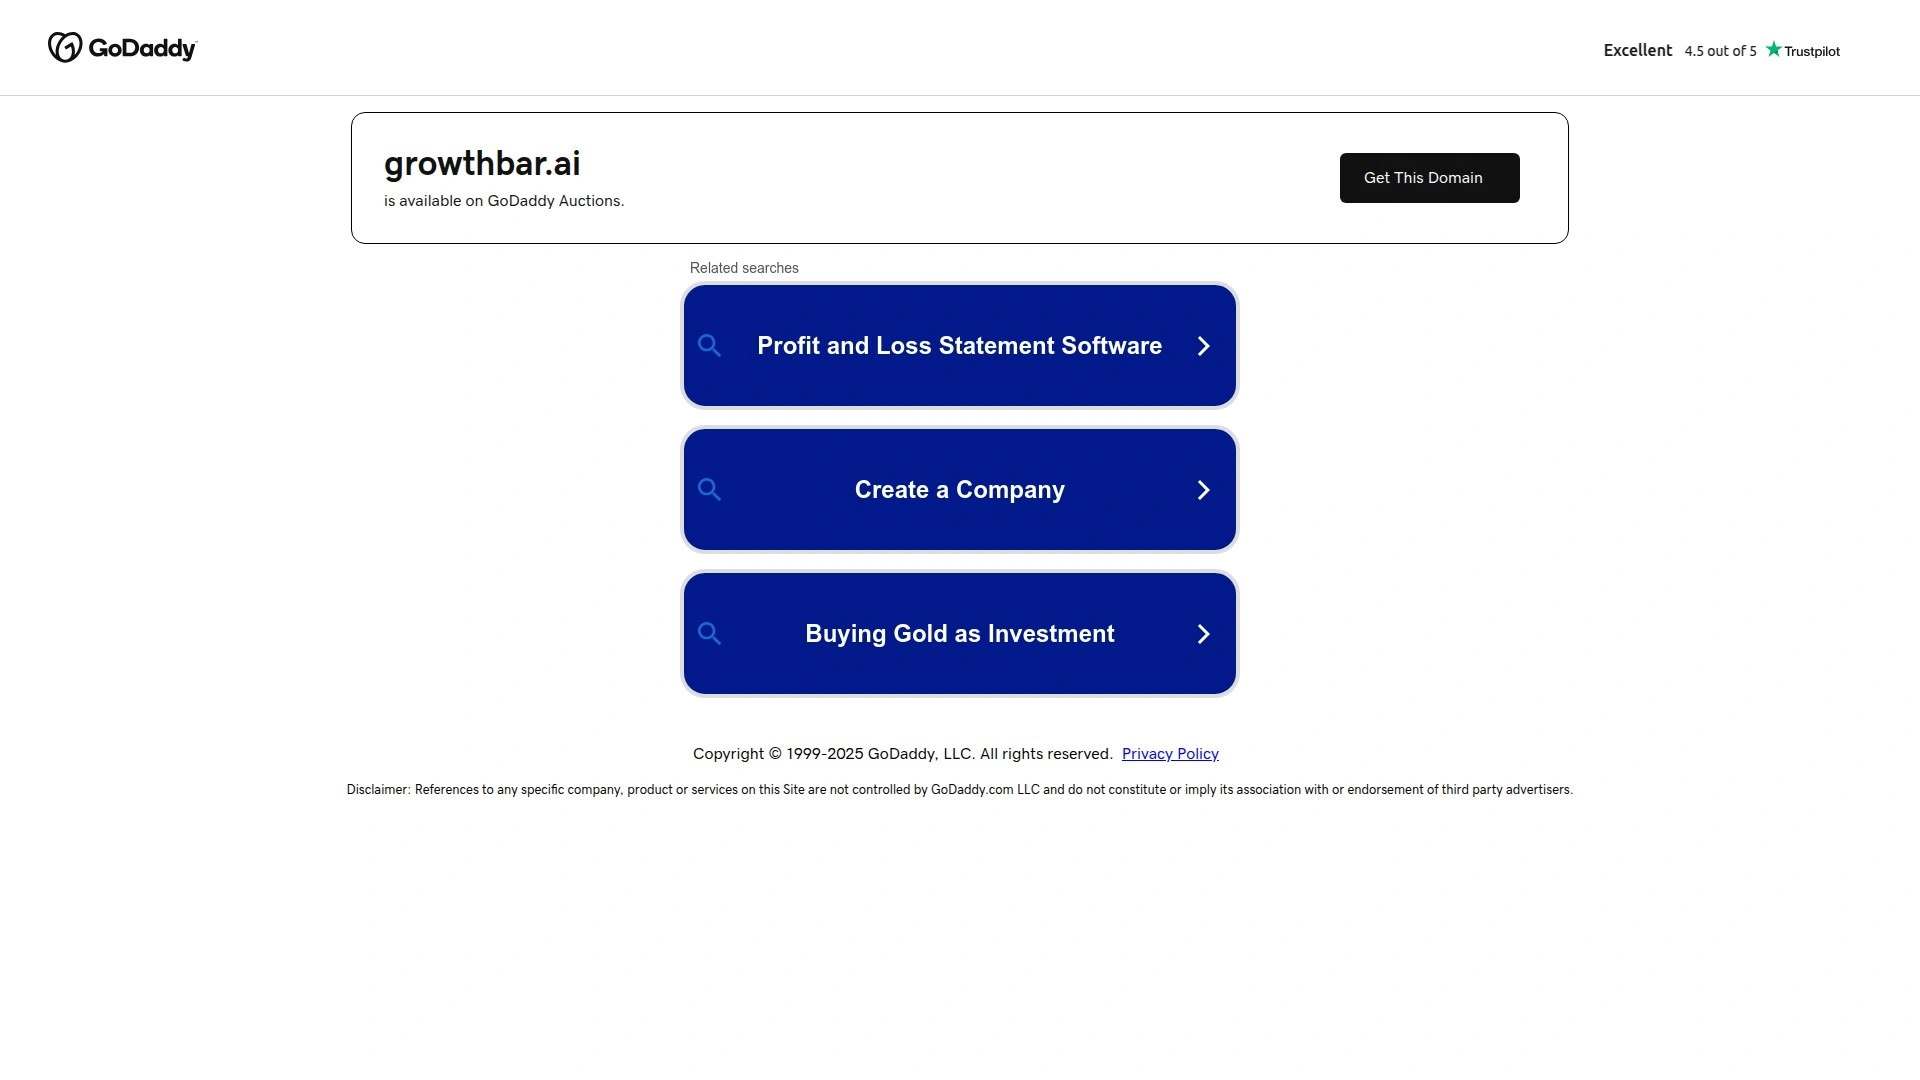 GoDaddy
Excellent 4.5 out of 5 Trustpilot
growthbar.ai
is available on GoDaddy Auctions.
Get This Domain
Related searches
Profit and Loss Statement Software
Create a Company
Buying Gold as Investment
Copyright © 1999-2025 GoDaddy, LLC. All rights reserved. Privacy Policy
Disclaimer: References to any specific company, product or services on this Site are not controlled by GoDaddy.com LLC and do not constitute or imply its association with or endorsement of third party advertisers.